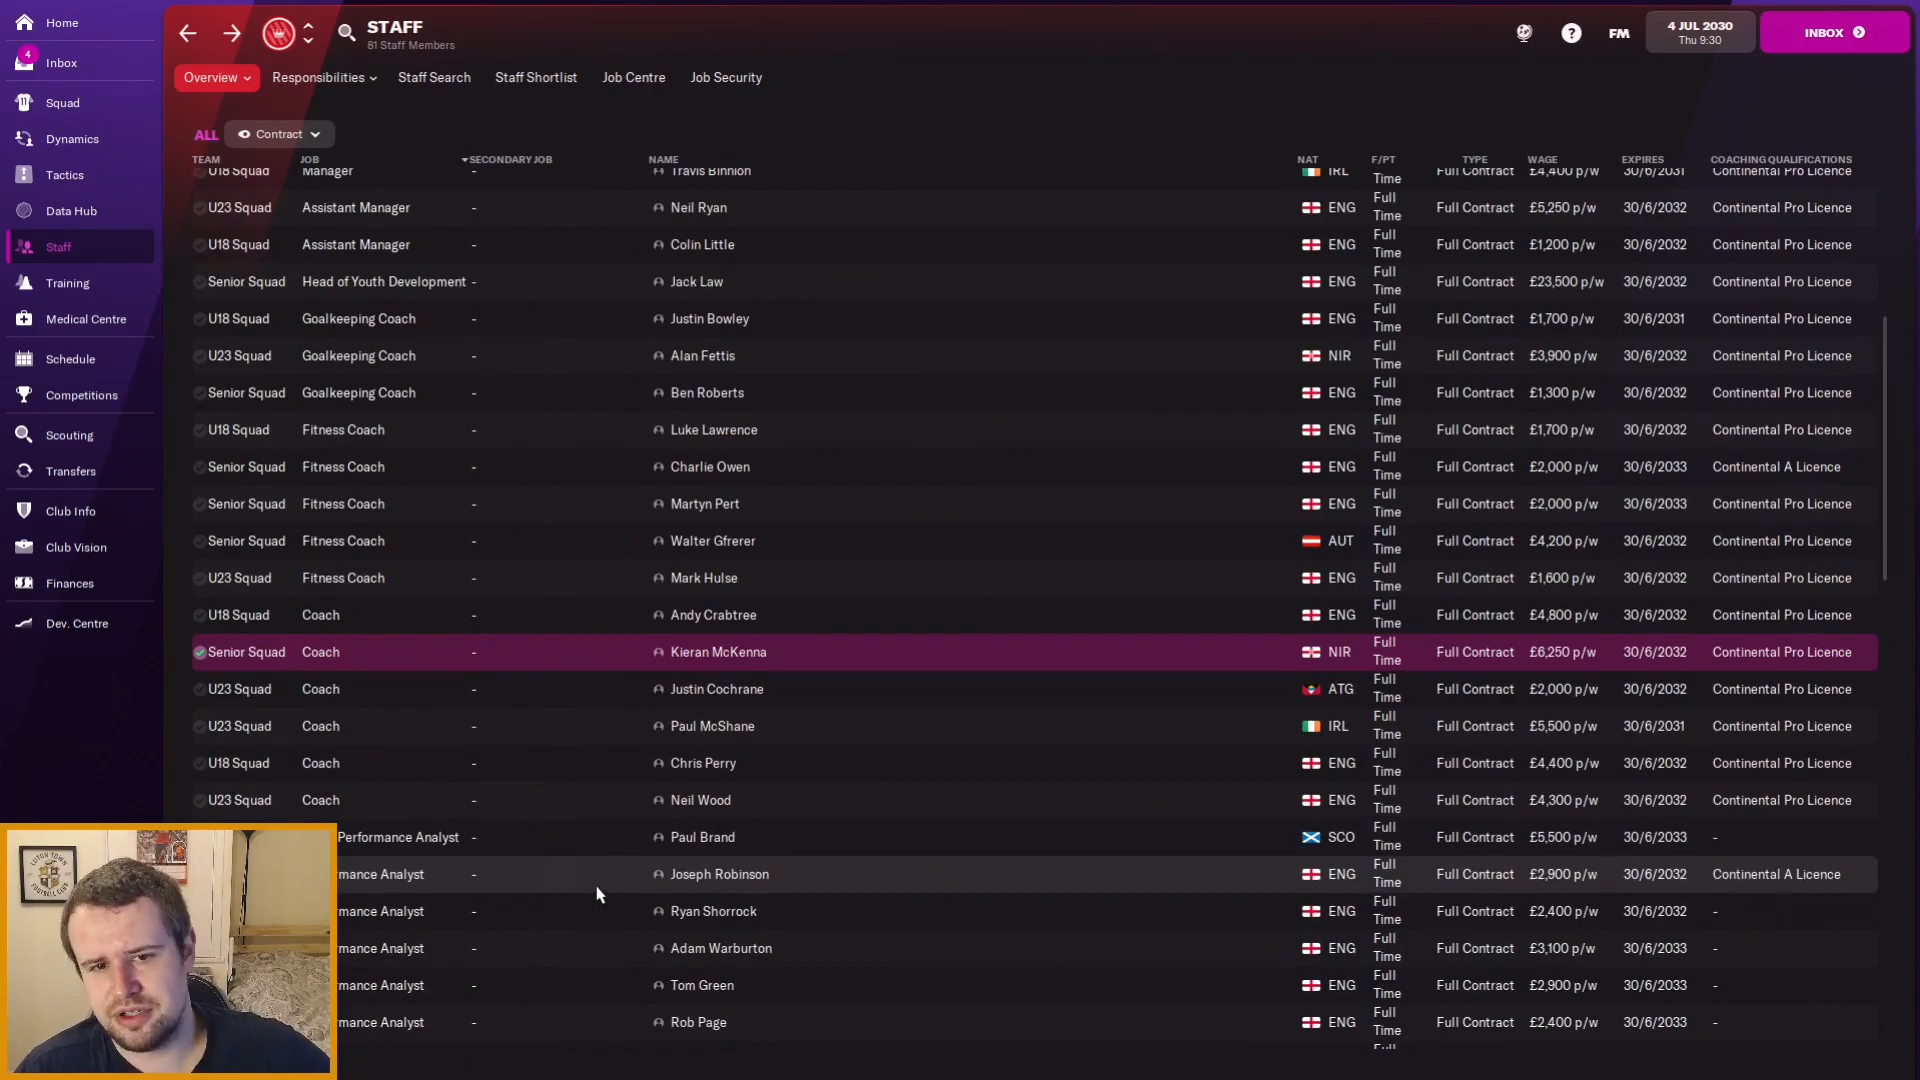 Home
STAFF
81 Staff Members
4 JUL 2030
Thu 9:30
INBOX
FM
4
Inbox
Squad
Dynamics
Tactics
Data Hub
Staff
Training
Medical Centre
Schedule
Competitions
Scouting
Transfers
Club Info
Club Vision
Finances
Dev. Centre
Overview Responsibilities Staff Search Staff Shortlist Job Centre Job Security
ALL Contract
TEAM JOB SECONDARY JOB NAME NAT F/PT TYPE WAGE EXPIRES COACHING QUALIFICATIONS
U18 Squad Manager - Travis Binnion IRL Time Full Contract £4,400 p/w 30/6/2031 Continental Pro Licence
U23 Squad Assistant Manager - Neil Ryan ENG Full Time Full Contract £5,250 p/w 30/6/2032 Continental Pro Licence
U18 Squad Assistant Manager - Colin Little ENG Full Time Full Contract £1,200 p/w 30/6/2032 Continental Pro Licence
Senior Squad Head of Youth Development - Jack Law ENG Full Time Full Contract £23,500 p/w 30/6/2032 Continental Pro Licence
U18 Squad Goalkeeping Coach - Justin Bowley ENG Full Time Full Contract £1,700 p/w 30/6/2031 Continental Pro Licence
U23 Squad Goalkeeping Coach - Alan Fettis NIR Full Time Full Contract £3,900 p/w 30/6/2032 Continental Pro Licence
Senior Squad Goalkeeping Coach - Ben Roberts ENG Full Time Full Contract £1,300 p/w 30/6/2032 Continental Pro Licence
U18 Squad Fitness Coach - Luke Lawrence ENG Full Time Full Contract £1,700 p/w 30/6/2032 Continental Pro Licence
Senior Squad Fitness Coach - Charlie Owen ENG Full Time Full Contract £2,000 p/w 30/6/2033 Continental A Licence
Senior Squad Fitness Coach - Martyn Pert ENG Full Time Full Contract £2,000 p/w 30/6/2033 Continental Pro Licence
Senior Squad Fitness Coach - Walter Gfrerer AUT Full Time Full Contract £4,200 p/w 30/6/2032 Continental Pro Licence
U23 Squad Fitness Coach - Mark Hulse ENG Full Time Full Contract £1,600 p/w 30/6/2032 Continental Pro Licence
U18 Squad Coach - Andy Crabtree ENG Full Time Full Contract £4,800 p/w 30/6/2032 Continental Pro Licence
Senior Squad Coach - Kieran McKenna NIR Full Time Full Contract £6,250 p/w 30/6/2032 Continental Pro Licence
U23 Squad Coach - Justin Cochrane ATG Full Time Full Contract £2,000 p/w 30/6/2032 Continental Pro Licence
U23 Squad Coach - Paul McShane IRL Full Time Full Contract £5,500 p/w 30/6/2031 Continental Pro Licence
U18 Squad Coach - Chris Perry ENG Full Time Full Contract £4,400 p/w 30/6/2032 Continental Pro Licence
U23 Squad Coach - Neil Wood ENG Full Time Full Contract £4,300 p/w 30/6/2032 Continental Pro Licence
Performance Analyst - Paul Brand SCO Full Time Full Contract £5,500 p/w 30/6/2033 -
mance Analyst - Joseph Robinson ENG Full Time Full Contract £2,900 p/w 30/6/2032 Continental A Licence
mance Analyst - Ryan Shorrock ENG Full Time Full Contract £2,400 p/w 30/6/2032 -
mance Analyst - Adam Warburton ENG Full Time Full Contract £3,100 p/w 30/6/2033 -
mance Analyst - Tom Green ENG Full Time Full Contract £2,900 p/w 30/6/2033 -
mance Analyst - Rob Page ENG Full Time Full Contract £2,400 p/w 30/6/2033 -
LUTON TOWN
FOOTBALL CLUB